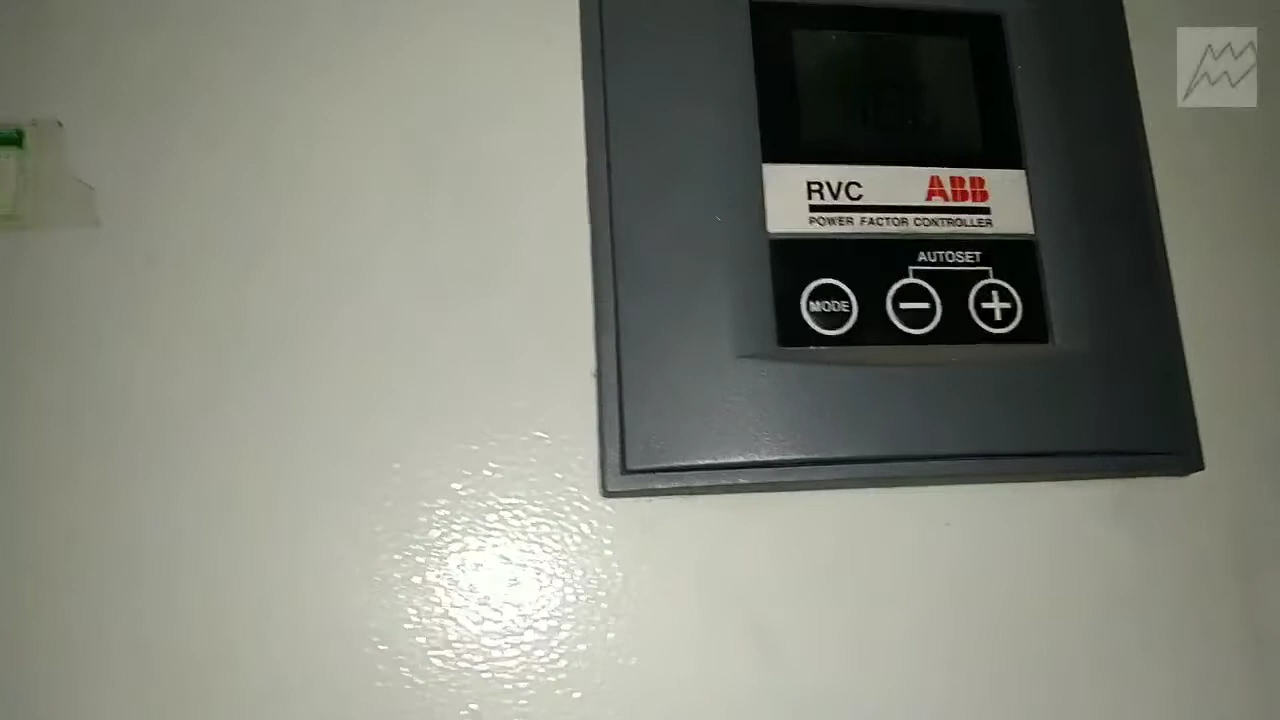 RVC ABB
POWER FACTOR CONTROLLER
AUTOSET
MODE − +